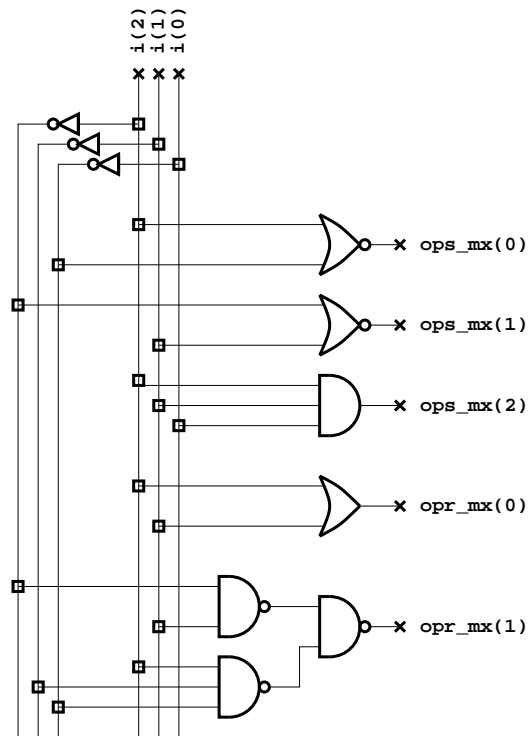 i(2)
i(1)
i(0)
ops_mx(0)
ops_mx(1)
ops_mx(2)
opr_mx(0)
opr_mx(1)